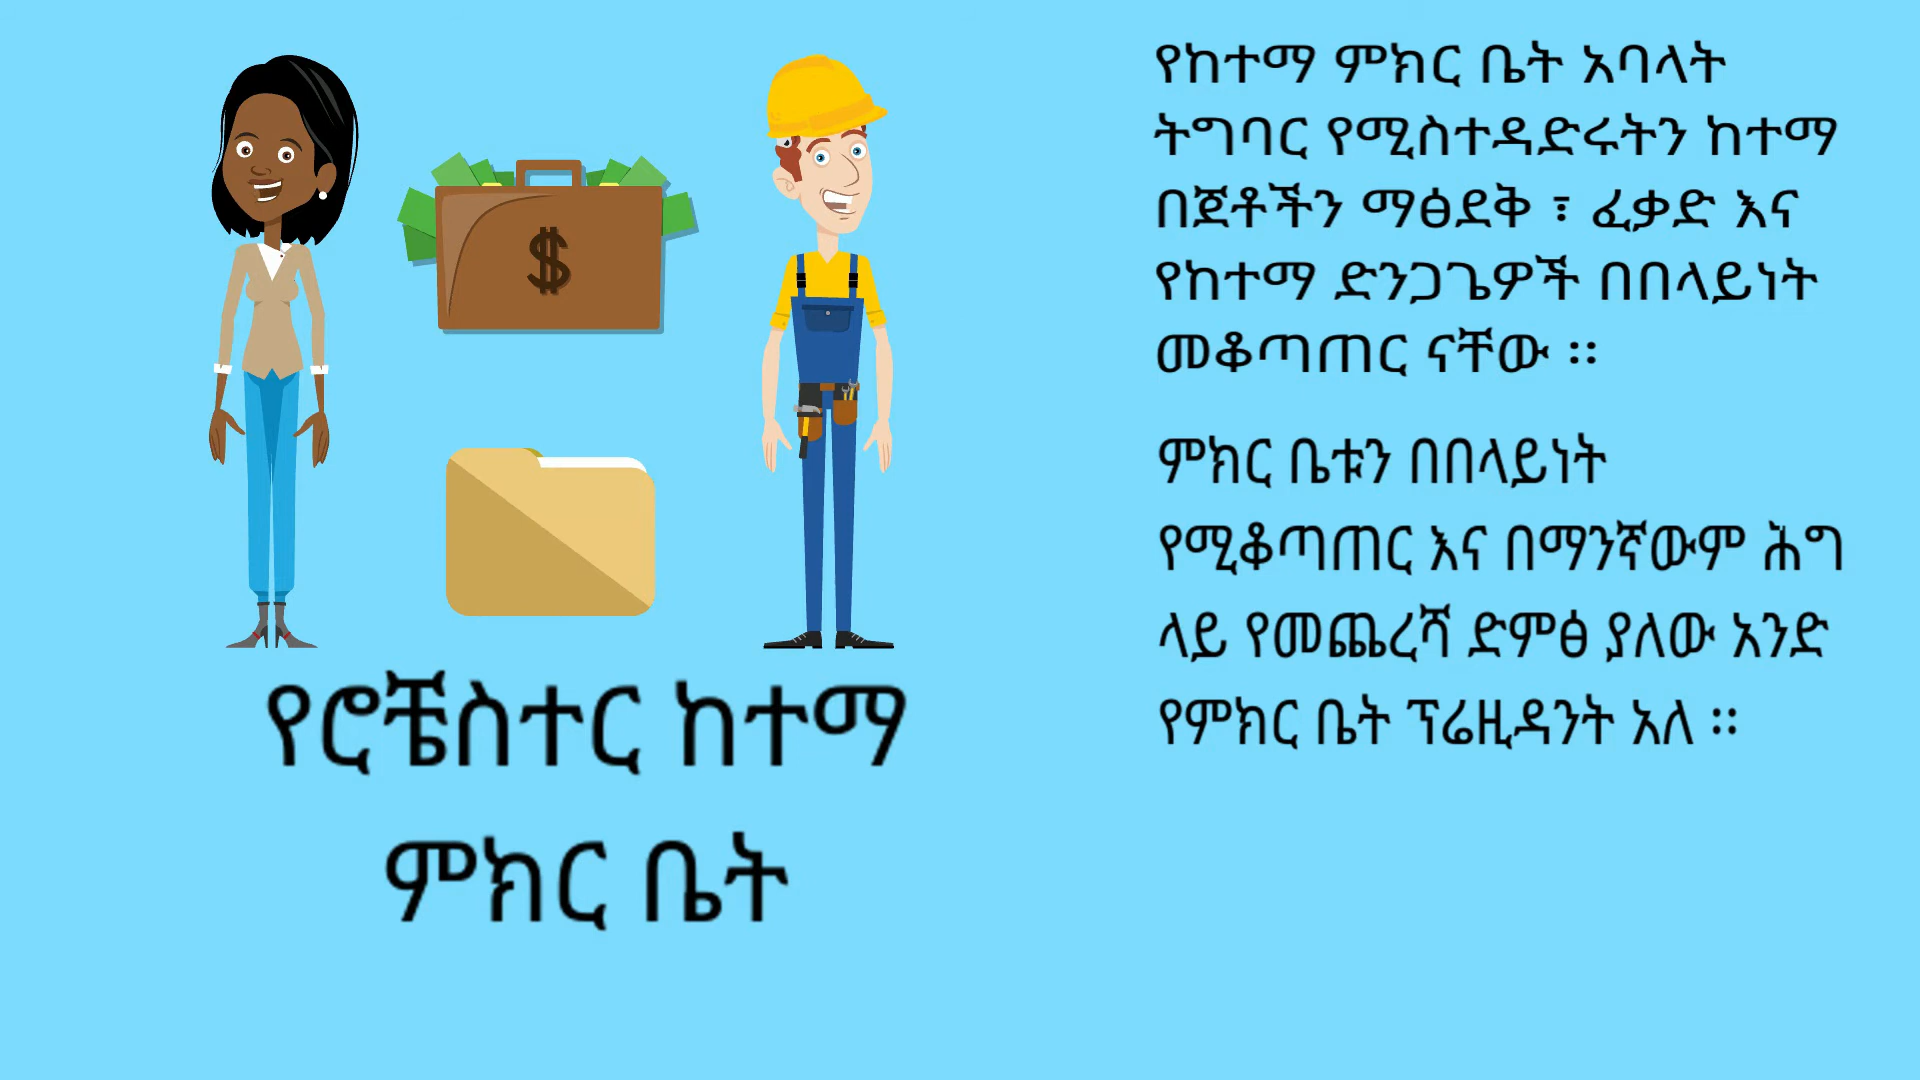 የከተማ ምክር ቤት አባላት
ትግባር የሚስተዳድሩትን ከተማ
በጀቶችን ማፅደቅ ፣ ፈቃድ እና
የከተማ ድንጋጌዎች በበላይነት
መቆጣጠር ናቸው ፡፡
ምክር ቤቱን በበላይነት
የሚቆጣጠር እና በማንኛውም ሕግ
ላይ የመጨረሻ ድምፅ ያለው አንድ
የምክር ቤት ፕሬዚዳንት አለ ፡፡
የሮቼስተር ከተማ
ምክር ቤት
$